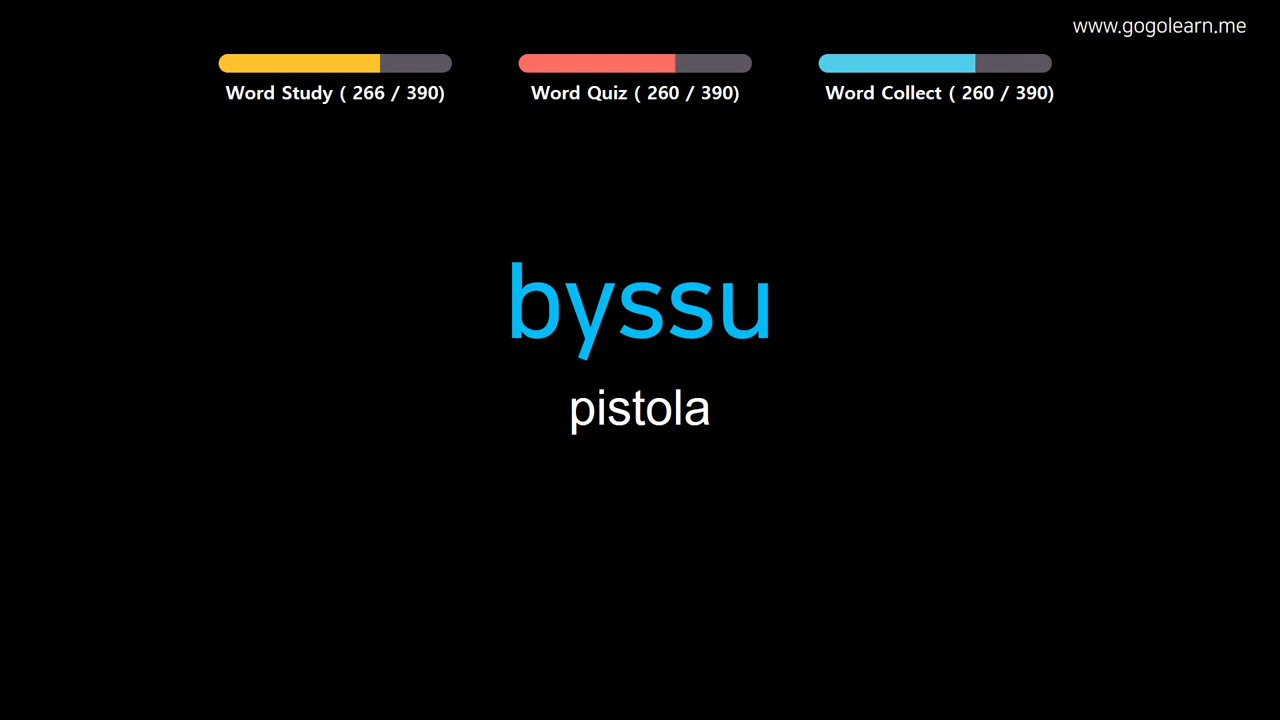 www.gogolearn.me
Word Study ( 266 / 390)
Word Quiz ( 260 / 390)
Word Collect ( 260 / 390)
byssu
pistola